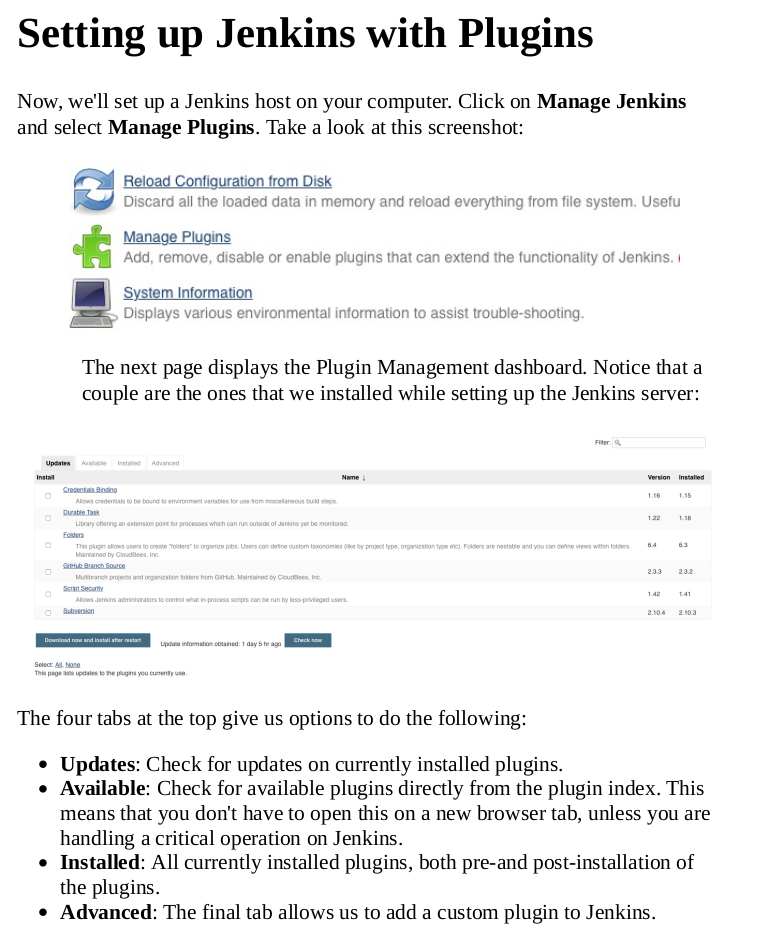 Setting up Jenkins with Plugins
Now, we'll set up a Jenkins host on your computer. Click on Manage Jenkins
and select Manage Plugins. Take a look at this screenshot:
Reload Configuration from Disk
Discard all the loaded data in memory and reload everything from file system. Usefu
Manage Plugins
Add, remove, disable or enable plugins that can extend the functionality of Jenkins.
System Information
Displays various environmental information to assist trouble-shooting.
The next page displays the Plugin Management dashboard. Notice that a
couple are the ones that we installed while setting up the Jenkins server:
Filter:
Updates Available Installed Advanced
Install Name ↓ Version Installed
Credentials Binding
Allows credentials to be bound to environment variables for use from miscellaneous build steps.
1.16 1.15
Durable Task
Library offering an extension point for processes which can run outside of Jenkins yet be monitored.
1.22 1.18
Folders
This plugin allows users to create "folders" to organize jobs. Users can define custom taxonomies (like by project type, organization type etc). Folders are nestable and you can define views within folders.
Maintained by CloudBees, Inc.
6.4 6.3
GitHub Branch Source
Multibranch projects and organization folders from GitHub. Maintained by CloudBees, Inc.
2.3.3 2.3.2
Script Security
Allows Jenkins administrators to control what in-process scripts can be run by less-privileged users.
1.42 1.41
Subversion
2.10.4 2.10.3
Download now and install after restart Update information obtained: 1 day 5 hr ago Check now
Select: All, None
This page lists updates to the plugins you currently use.
The four tabs at the top give us options to do the following:
• Updates: Check for updates on currently installed plugins.
• Available: Check for available plugins directly from the plugin index. This
means that you don't have to open this on a new browser tab, unless you are
handling a critical operation on Jenkins.
• Installed: All currently installed plugins, both pre-and post-installation of
the plugins.
• Advanced: The final tab allows us to add a custom plugin to Jenkins.